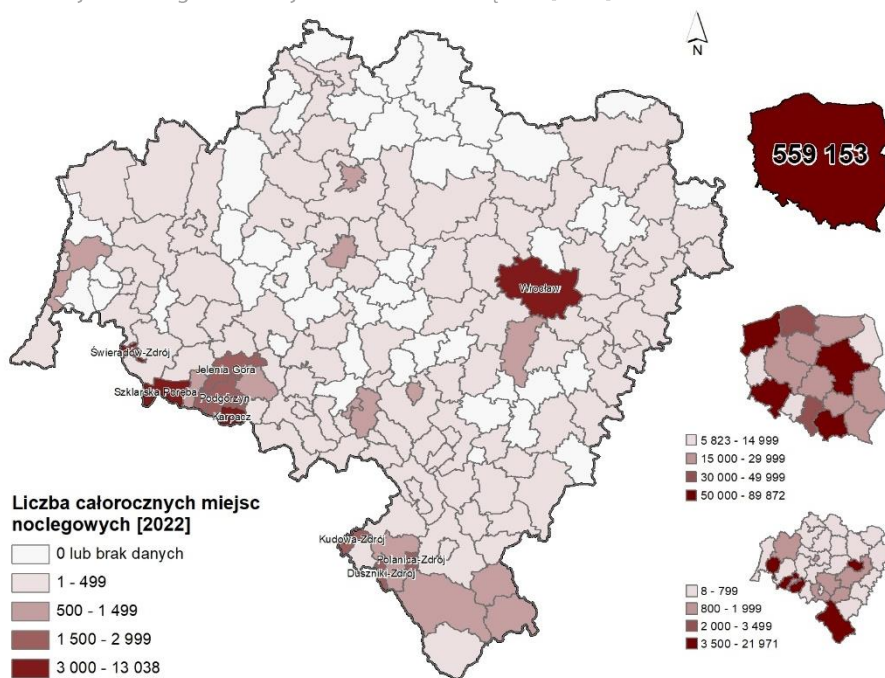 N
559 153
Wrosław
Świeradów-Zdrój
Jelenia Góra
Szklarska Poręba
Podgórzyn
Karpacz
5 823 - 14 999
15 000 - 29 999
30 000 - 49 999
50 000 - 89 872
Liczba całorocznych miejsc
noclegowych [2022]
0 lub brak danych
1 - 499
500 - 1 499
1 500 - 2 999
3 000 - 13 038
Kudowa-Zdrój
Polanica-Zdrój
Duszniki-Zdrój
8 - 799
800 - 1 999
2 000 - 3 499
3 500 - 21 971